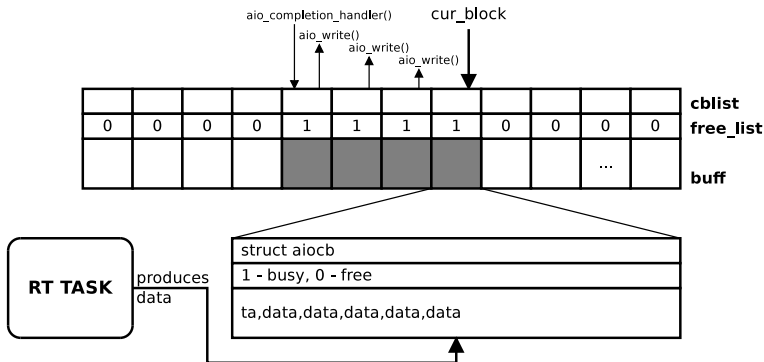 aio_completion_handler()
cur_block
aio_write()
aio_write()
aio_write()
cblist
0 0 0 0 1 1 1 1 0 0 0 0
free_list
...
buff
struct aiocb
1 - busy, 0 - free
RT TASK
produces
data
ta,data,data,data,data,data